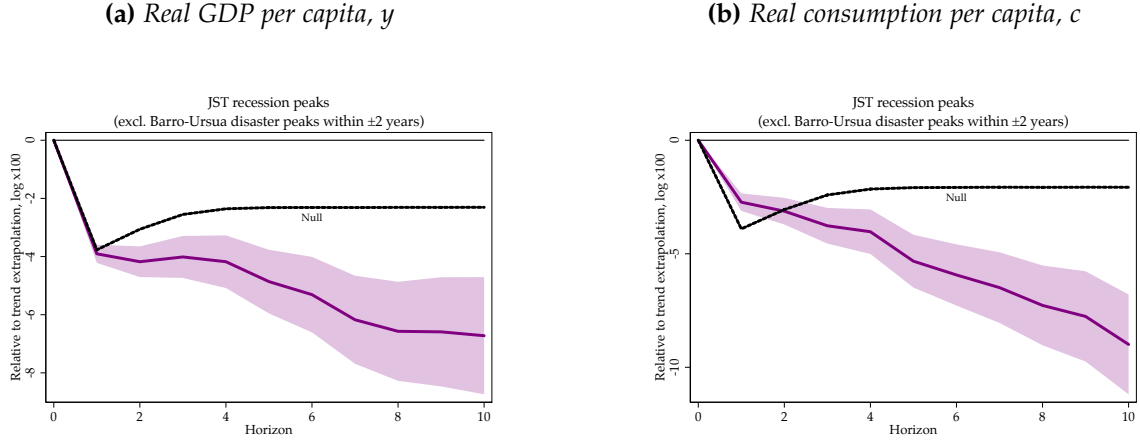 (a) Real GDP per capita, y
JST recession peaks
(excl. Barro-Ursua disaster peaks within ±2 years)
Relative to trend extrapolation, log x100
0
-2
-4
-6
-8
Null
0 2 4 6 8 10
Horizon
(b) Real consumption per capita, c
JST recession peaks
(excl. Barro-Ursua disaster peaks within ±2 years)
Relative to trend extrapolation, log x100
0
-5
-10
Null
0 2 4 6 8 10
Horizon